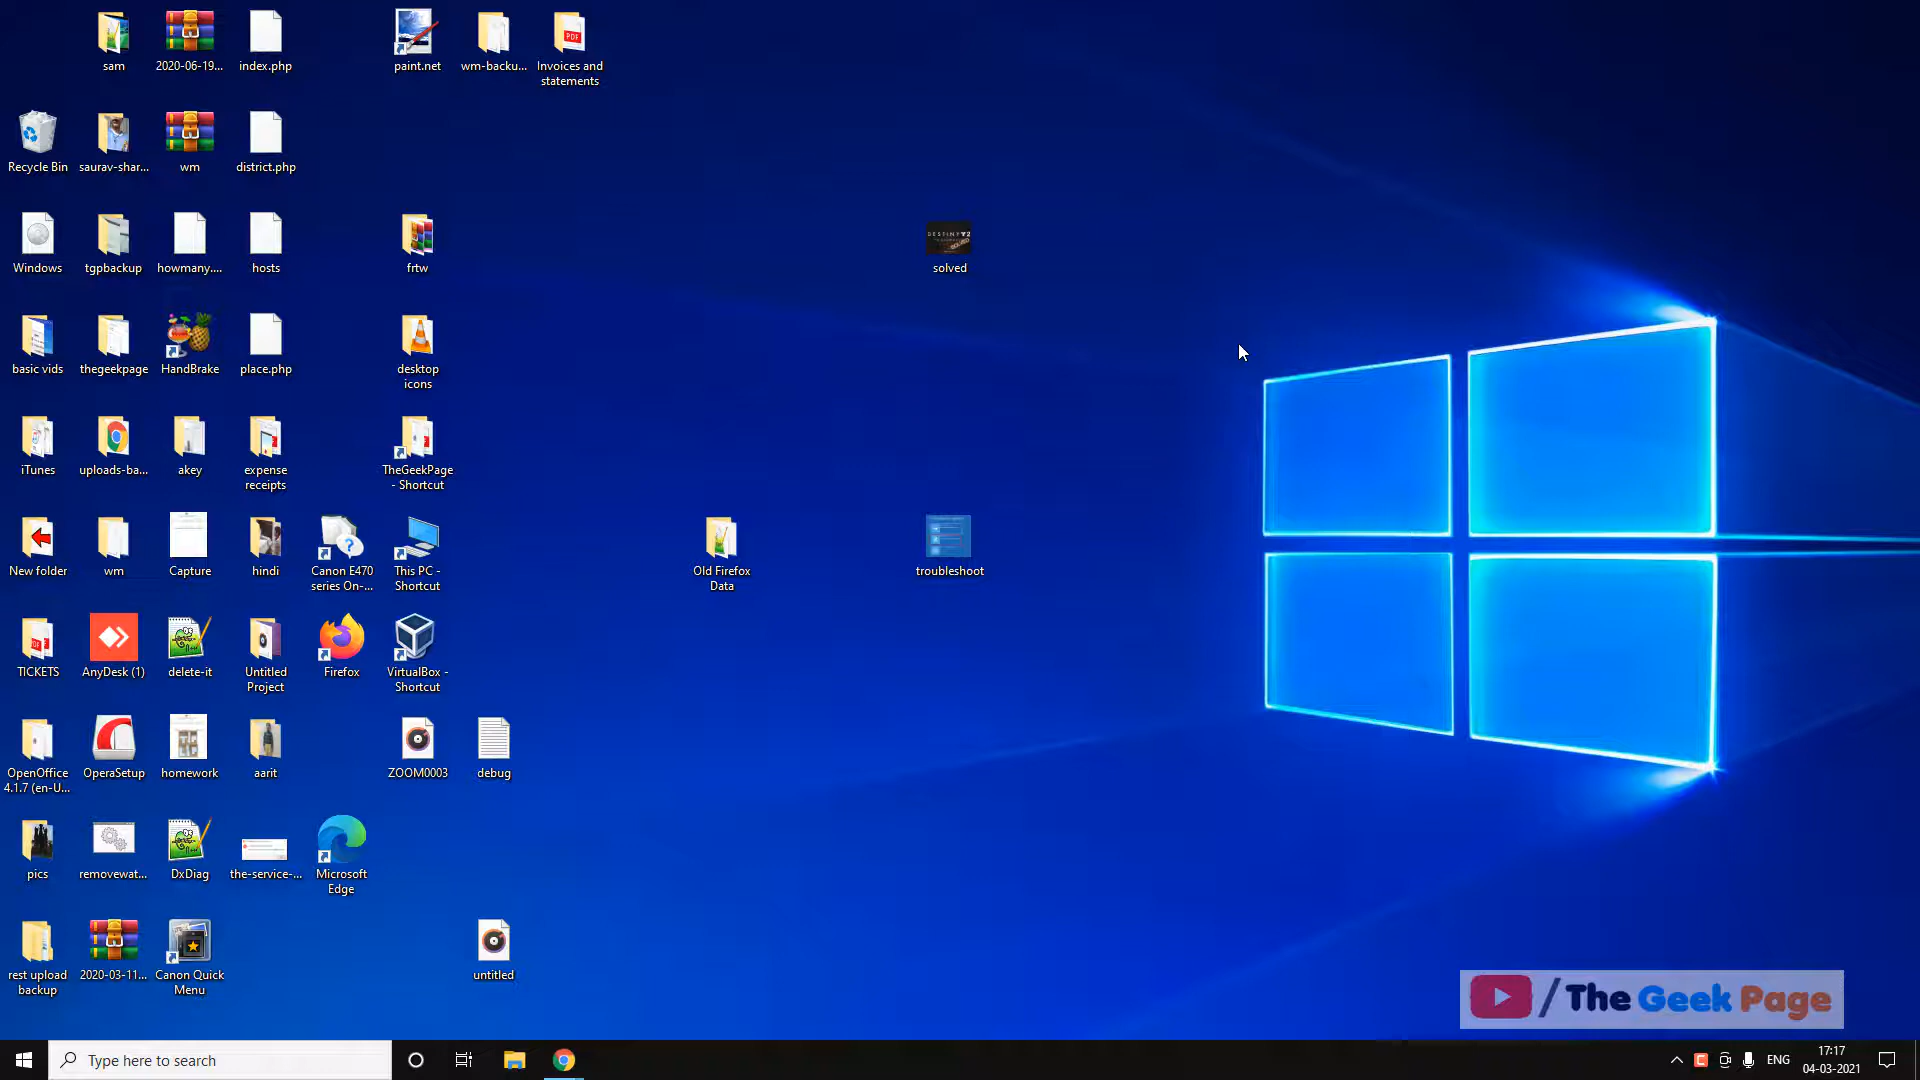 sam
2020-06-19...
index.php
paint.net
wm-backu...
Invoices and
statements
Recycle Bin
saurav-shar...
wm
district.php
Windows
tgpbackup
howmany....
hosts
frtw
solved
basic vids
thegeekpage
HandBrake
place.php
desktop
icons
iTunes
uploads-ba...
akey
expense
receipts
TheGeekPage
- Shortcut
New folder
wm
Capture
hindi
Canon E470
series On-...
This PC -
Shortcut
Old Firefox
Data
troubleshoot
TICKETS
AnyDesk (1)
delete-it
Untitled
Project
Firefox
VirtualBox -
Shortcut
OpenOffice
4.1.7 (en-U...
OperaSetup
homework
aarit
ZOOM0003
debug
pics
removewat...
DxDiag
the-service-...
Microsoft
Edge
rest upload
backup
2020-03-11...
Canon Quick
Menu
untitled
/ The Geek Page
Type here to search
ENG
17:17
04-03-2021